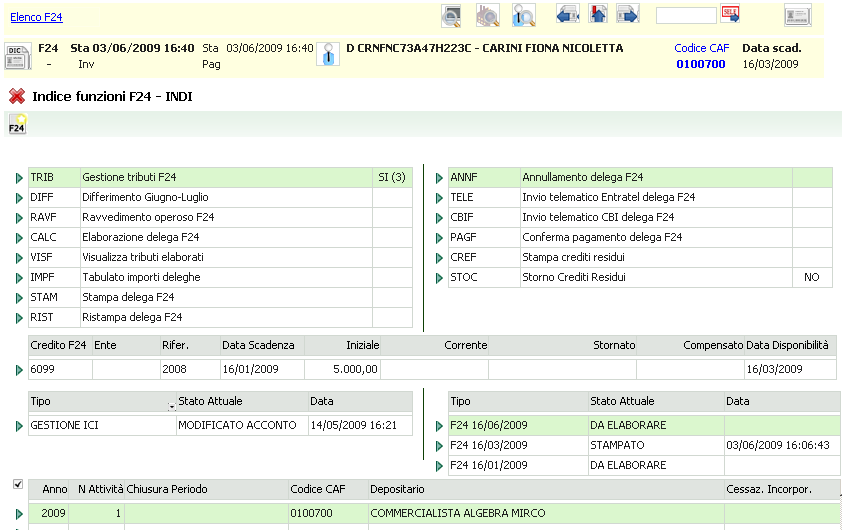 Elenco F24
SELE
DIC F24 Sta 03/06/2009 16:40 Sta 03/06/2009 16:40 D CRNFNC73A47H223C - CARINI FIONA NICOLETTA Codice CAF Data scad.
- Inv Pag 0100700 16/03/2009
Indice funzioni F24 - INDI
F24
TRIB Gestione tributi F24 SI (3)
DIFF Differimento Giugno-Luglio
RAVF Ravvedimento operoso F24
CALC Elaborazione delega F24
VISF Visualizza tributi elaborati
IMPF Tabulato importi deleghe
STAM Stampa delega F24
RIST Ristampa delega F24
ANNF Annullamento delega F24
TELE Invio telematico Entratel delega F24
CBIF Invio telematico CBI delega F24
PAGF Conferma pagamento delega F24
CREF Stampa crediti residui
STOC Storno Crediti Residui NO
Credito F24 Ente Rifer. Data Scadenza Iniziale Corrente Stornato Compensato Data Disponibilità
6099 2008 16/01/2009 5.000,00 16/03/2009
Tipo Stato Attuale Data
GESTIONE ICI MODIFICATO ACCONTO 14/05/2009 16:21
Tipo Stato Attuale Data
F24 16/06/2009 DA ELABORARE
F24 16/03/2009 STAMPATO 03/06/2009 16:06:43
F24 16/01/2009 DA ELABORARE
Anno N Attività Chiusura Periodo Codice CAF Depositario Cessaz. Incorpor.
2009 1 0100700 COMMERCIALISTA ALGEBRA MIRCO